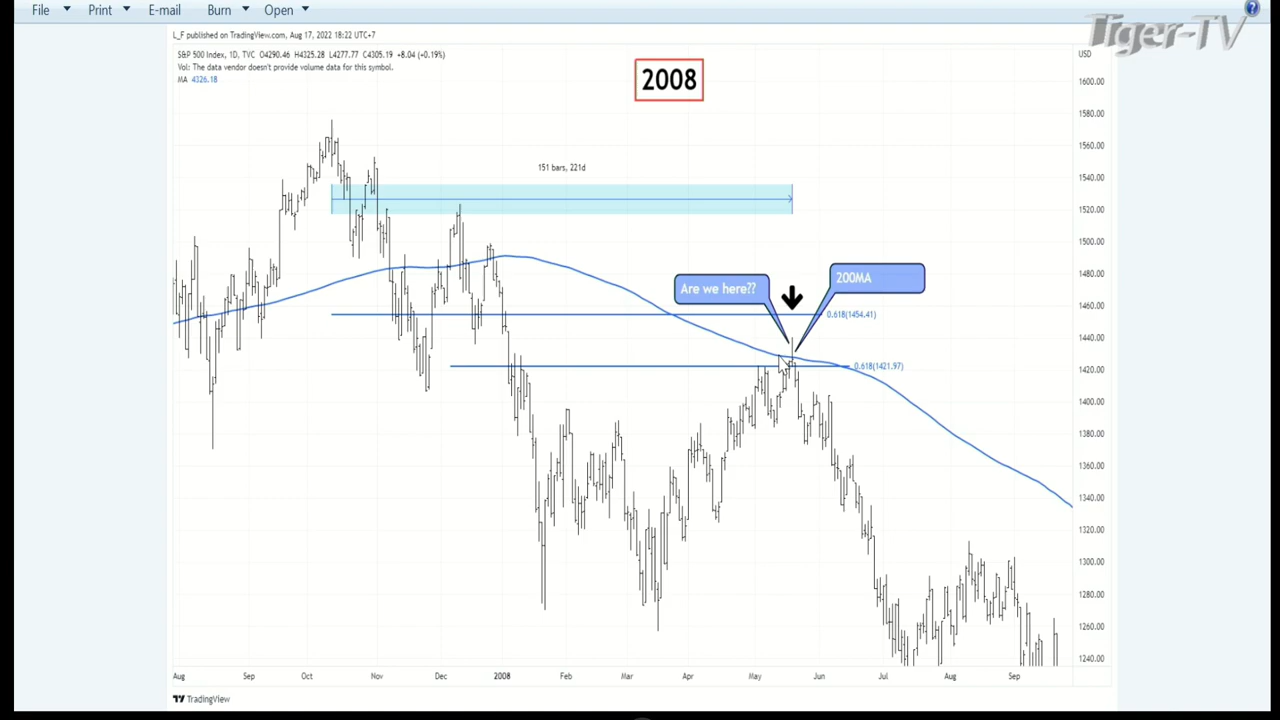 File Print E-mail Burn Open
Tiger-TV
L_F published on TradingView.com, Aug 17, 2022 18:22 UTC+7
S&P 500 Index, 1D, TVC O4290.46 H4325.28 L4277.77 C4305.19 +8.04 (+0.19%)
Vol: The data vendor doesn't provide volume data for this symbol.
MA 4326.18
2008
USD
1600.00
1580.00
1560.00
1540.00
1520.00
1500.00
1480.00
1460.00
1440.00
1420.00
1400.00
1380.00
1360.00
1340.00
1320.00
1300.00
1280.00
1260.00
1240.00
151 bars, 221d
Are we here??
200MA
0.618(1454.41)
0.618(1421.97)
Aug Sep Oct Nov Dec 2008 Feb Mar Apr May Jun Jul Aug Sep
TradingView